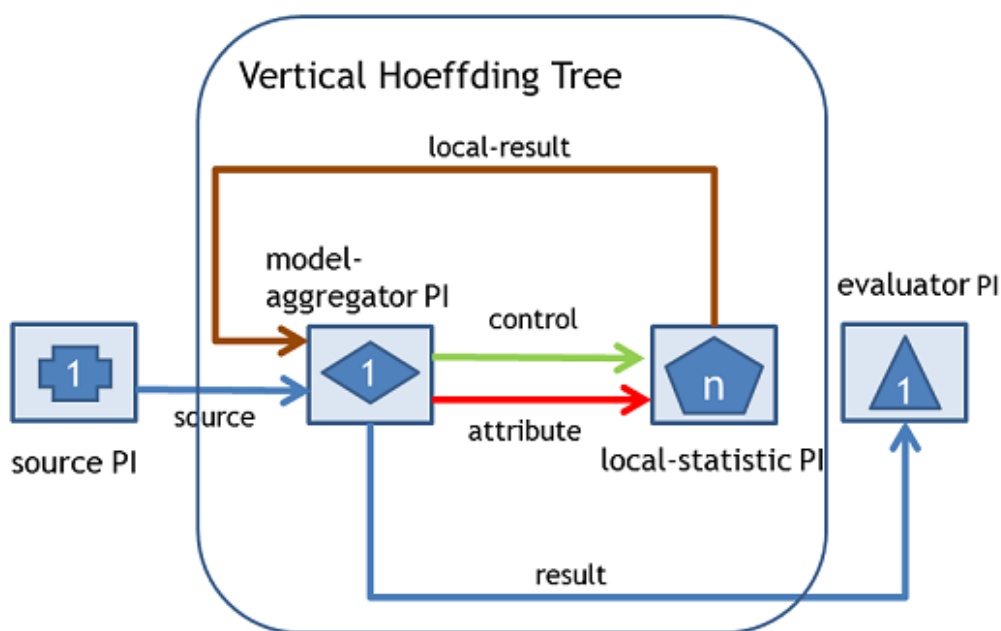 Vertical Hoeffding Tree
local-result
model-
aggregator PI
evaluator PI
control
1
1
n
1
source
attribute
source PI
local-statistic PI
result